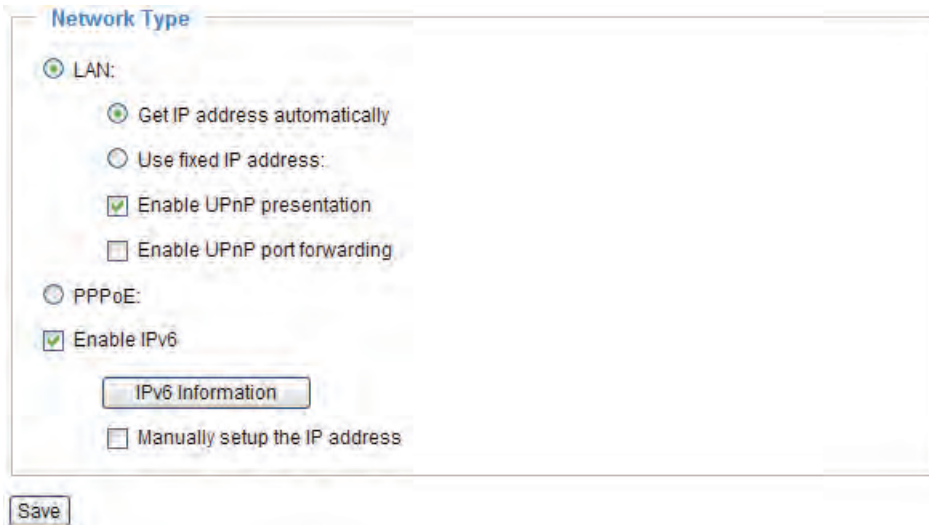 Network Type
LAN:
Get IP address automatically
Use fixed IP address:
Enable UPnP presentation
Enable UPnP port forwarding
PPPoE:
Enable IPv6
IPv6 Information
Manually setup the IP address
Save